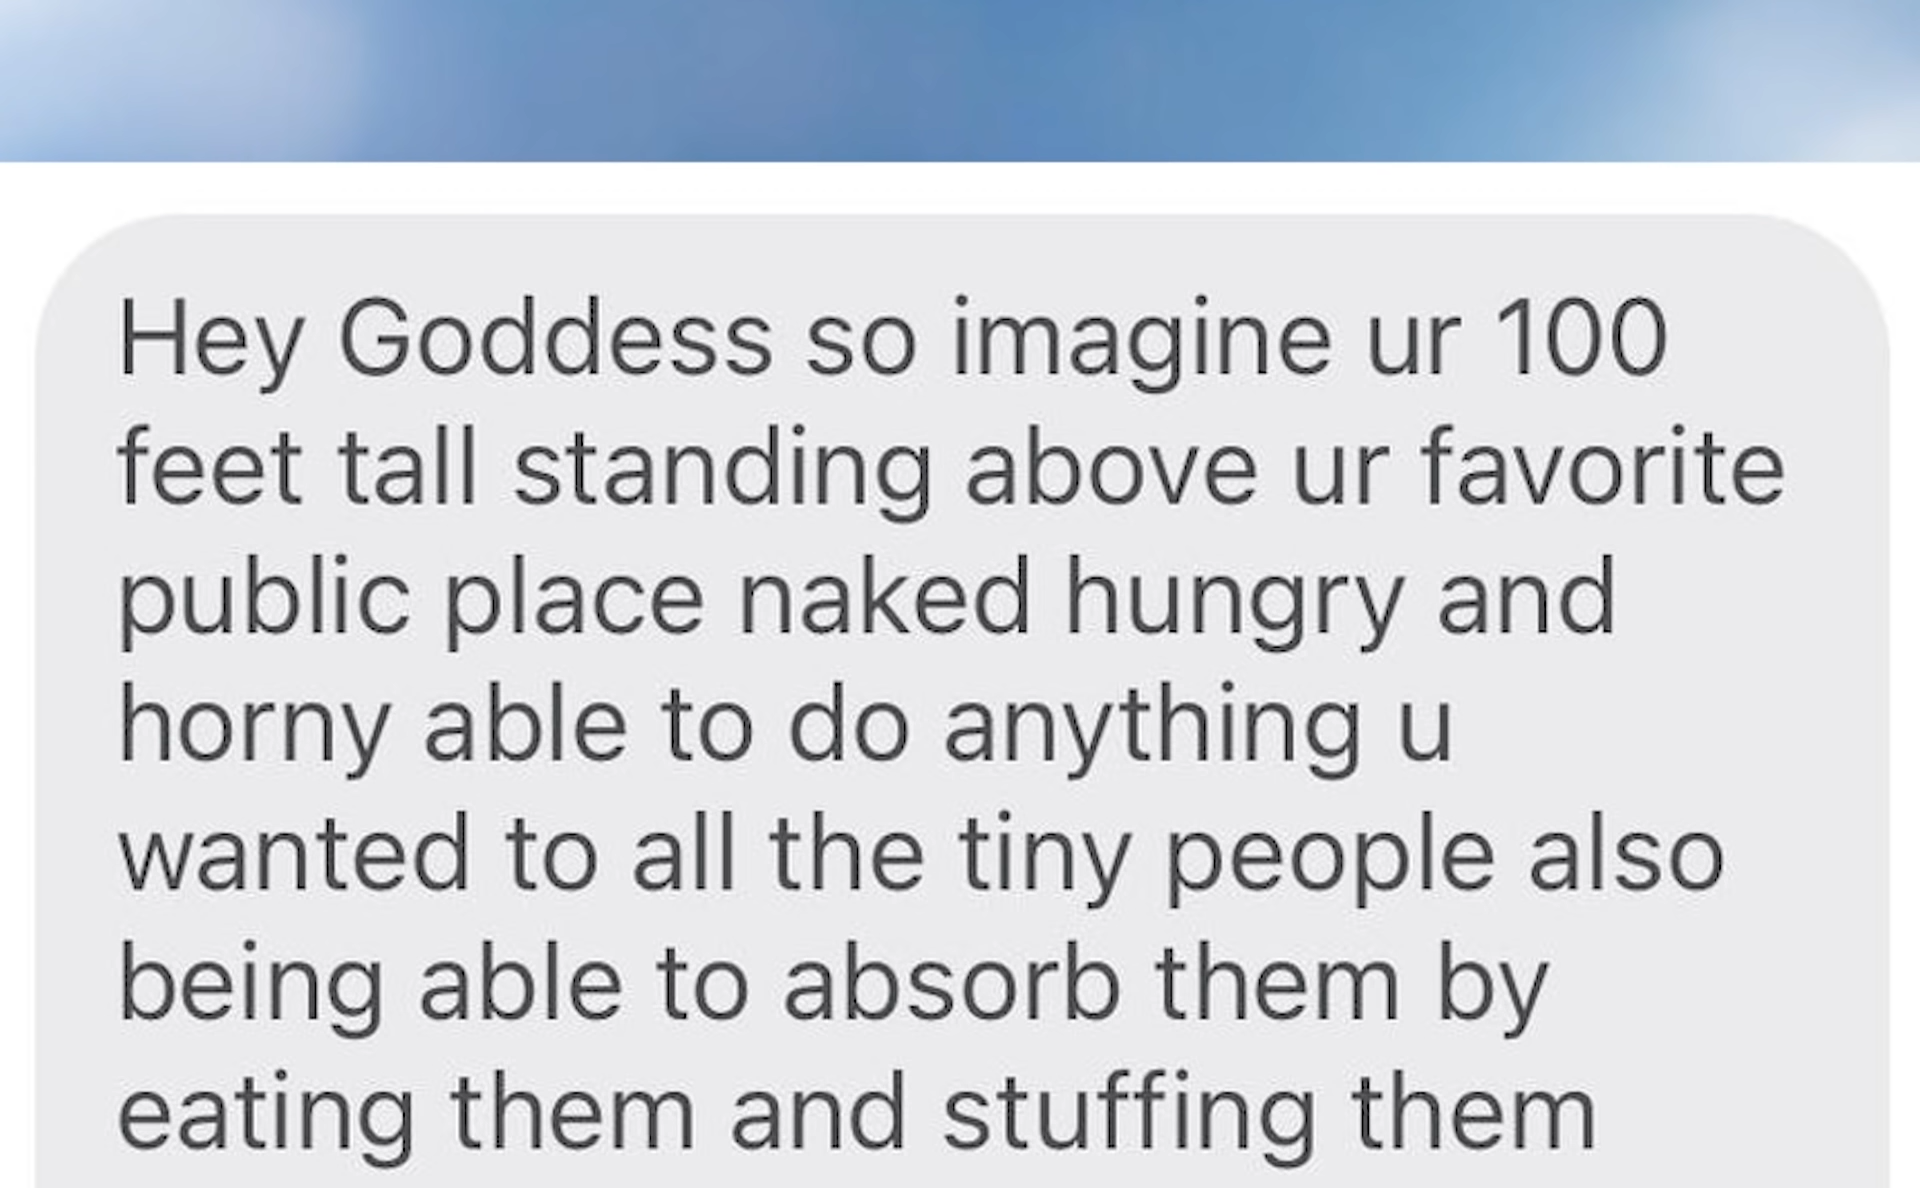 Hey Goddess so imagine ur 100
feet tall standing above ur favorite
public place naked hungry and
horny able to do anything u
wanted to all the tiny people also
being able to absorb them by
eating them and stuffing them